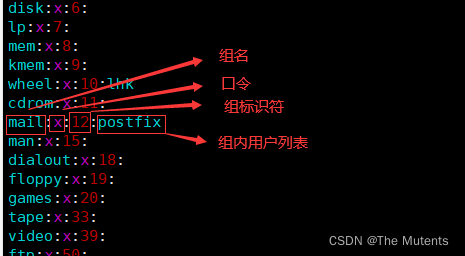 disk:x:6:
lp:x:7:
mem:x:8:
kmem:x:9:
wheel:x:10:lhk
cdrom:x:11:
mail:x:12:postfix
man:x:15:
dialout:x:18:
floppy:x:19:
games:x:20:
tape:x:33:
video:x:39:
ftp:x:50:
组名
口令
组标识符
组内用户列表
CSDN @The Mutents